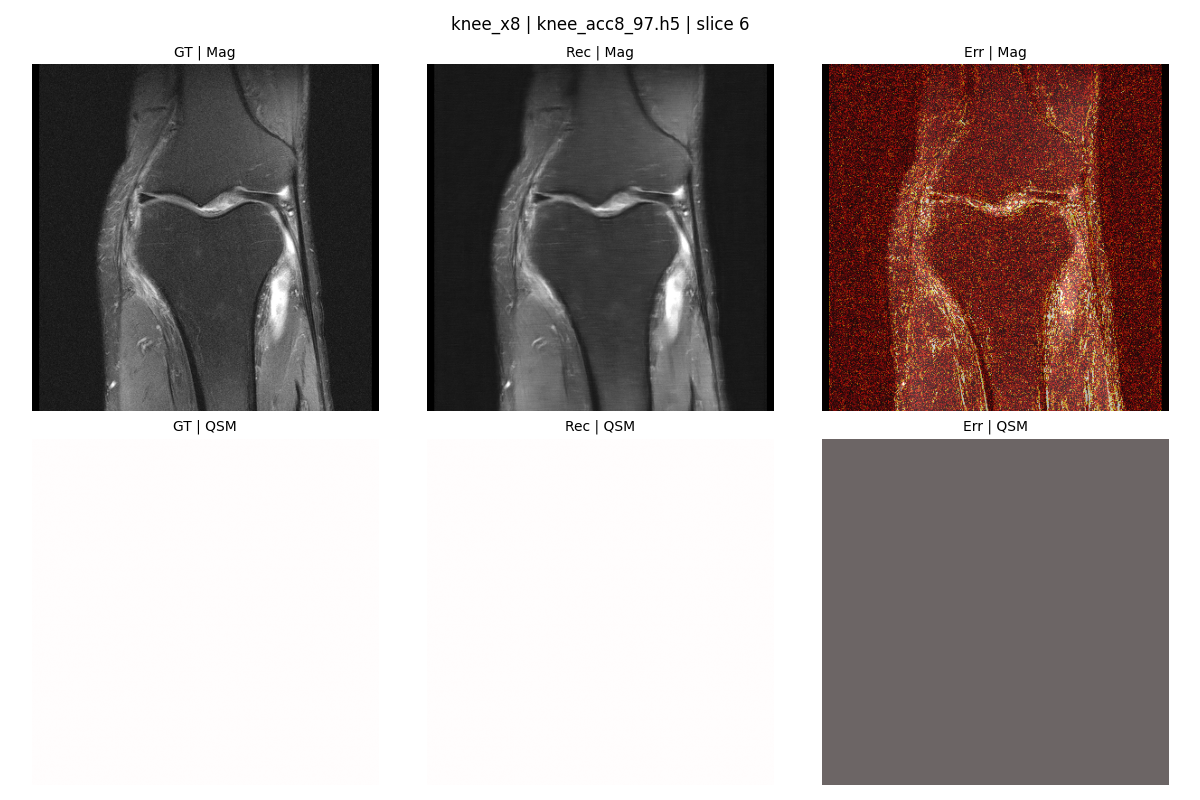 knee_x8 | knee_acc8_97.h5 | slice 6
GT | Mag
Rec | Mag
Err | Mag
GT | QSM
Rec | QSM
Err | QSM